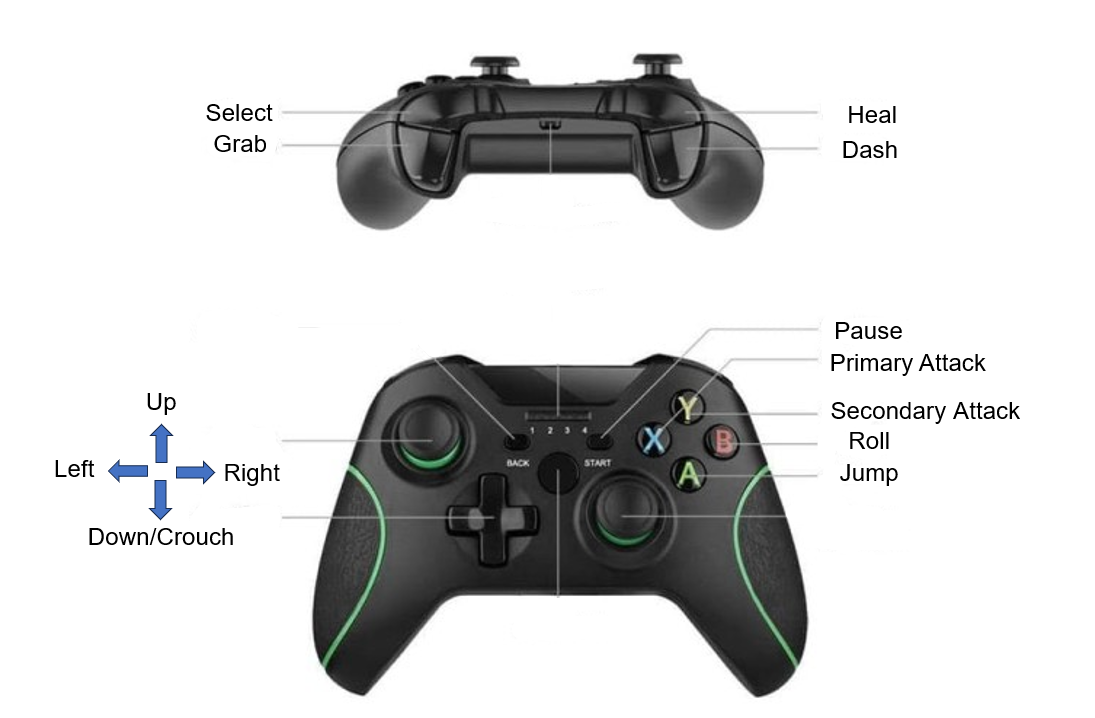 Select
Heal
Grab
Dash
Pause
Primary Attack
Up
Y
Secondary Attack
1 2 3 4
X
B
Roll
Left
Right
BACK
START
A
Jump
Down/Crouch